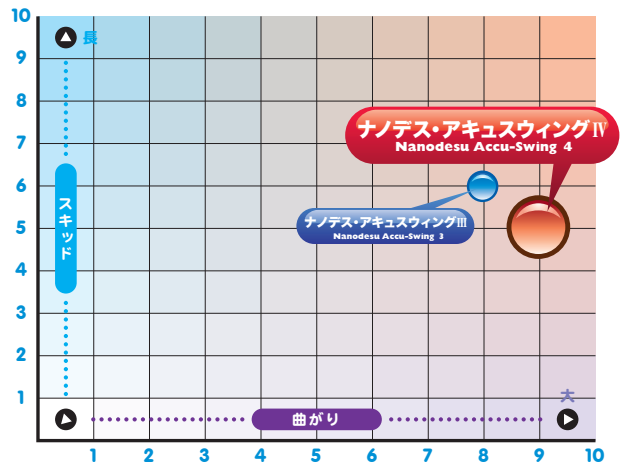 10
長
9
8
7
ナノデス・アキュスウィングⅣ
Nanodesu Accu-Swing 4
6
スキッド
ナノデス・アキュスウィングⅢ
Nanodesu Accu-Swing 3
5
4
3
2
1
大
曲がり
1 2 3 4 5 6 7 8 9 10